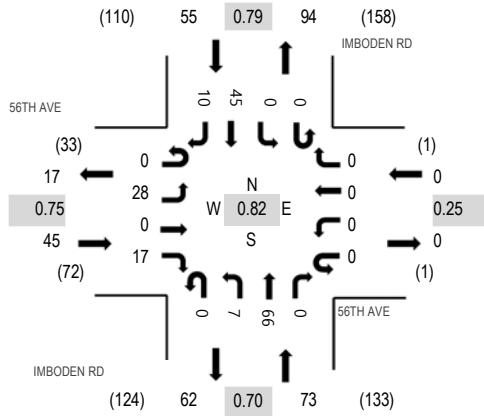 (110) 55 0.79 94 (158)
IMBODEN RD
56TH AVE
10 45 0 0
(33) 0 0 (1)
17 0
28 0
N
0.75 W 0.82 E 0.25
0 0
S
45 0
17 0
(72) (1)
0 7 66 0
56TH AVE
IMBODEN RD
(124) 62 0.70 73 (133)